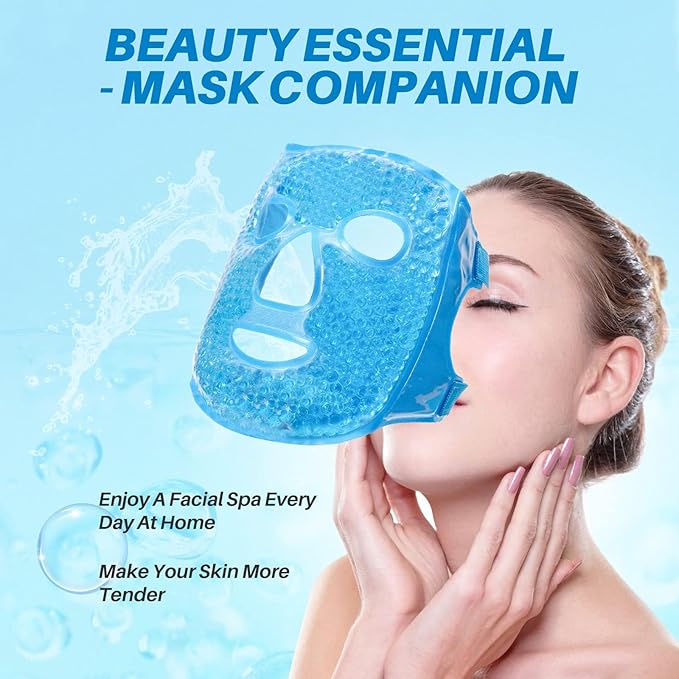 BEAUTY ESSENTIAL
- MASK COMPANION
Enjoy A Facial Spa Every
Day At Home
Make Your Skin More
Tender